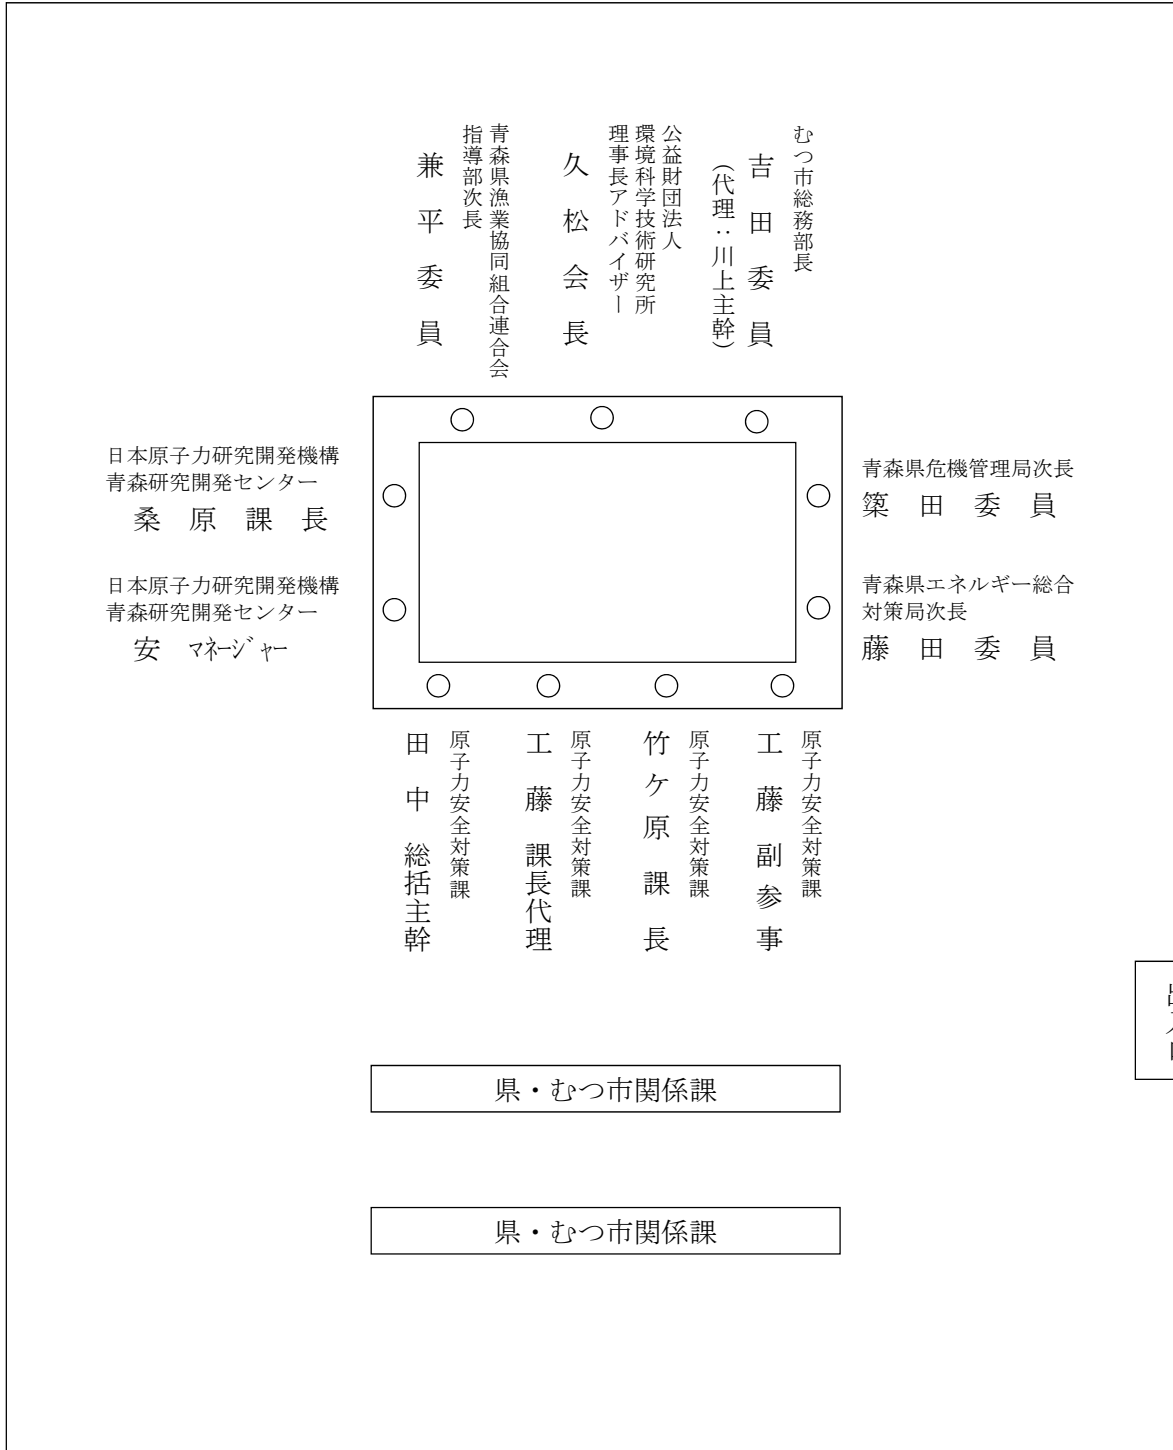 むつ市総務部長
吉田委員
（代理：川上主幹）
公益財団法人
環境科学技術研究所
理事長アドバイザー
久松会長
青森県漁業協同組合連合会
指導部次長
兼平委員
日本原子力研究開発機構
青森研究開発センター
桑原課長
日本原子力研究開発機構
青森研究開発センター
安 マネージャー
青森県危機管理局次長
築田委員
青森県エネルギー総合
対策局次長
藤田委員
原子力安全対策課
工藤副参事
原子力安全対策課
竹ケ原課長
原子力安全対策課
工藤 課長代理
原子力安全対策課
田中 総括主幹
出入口
県・むつ市関係課
県・むつ市関係課